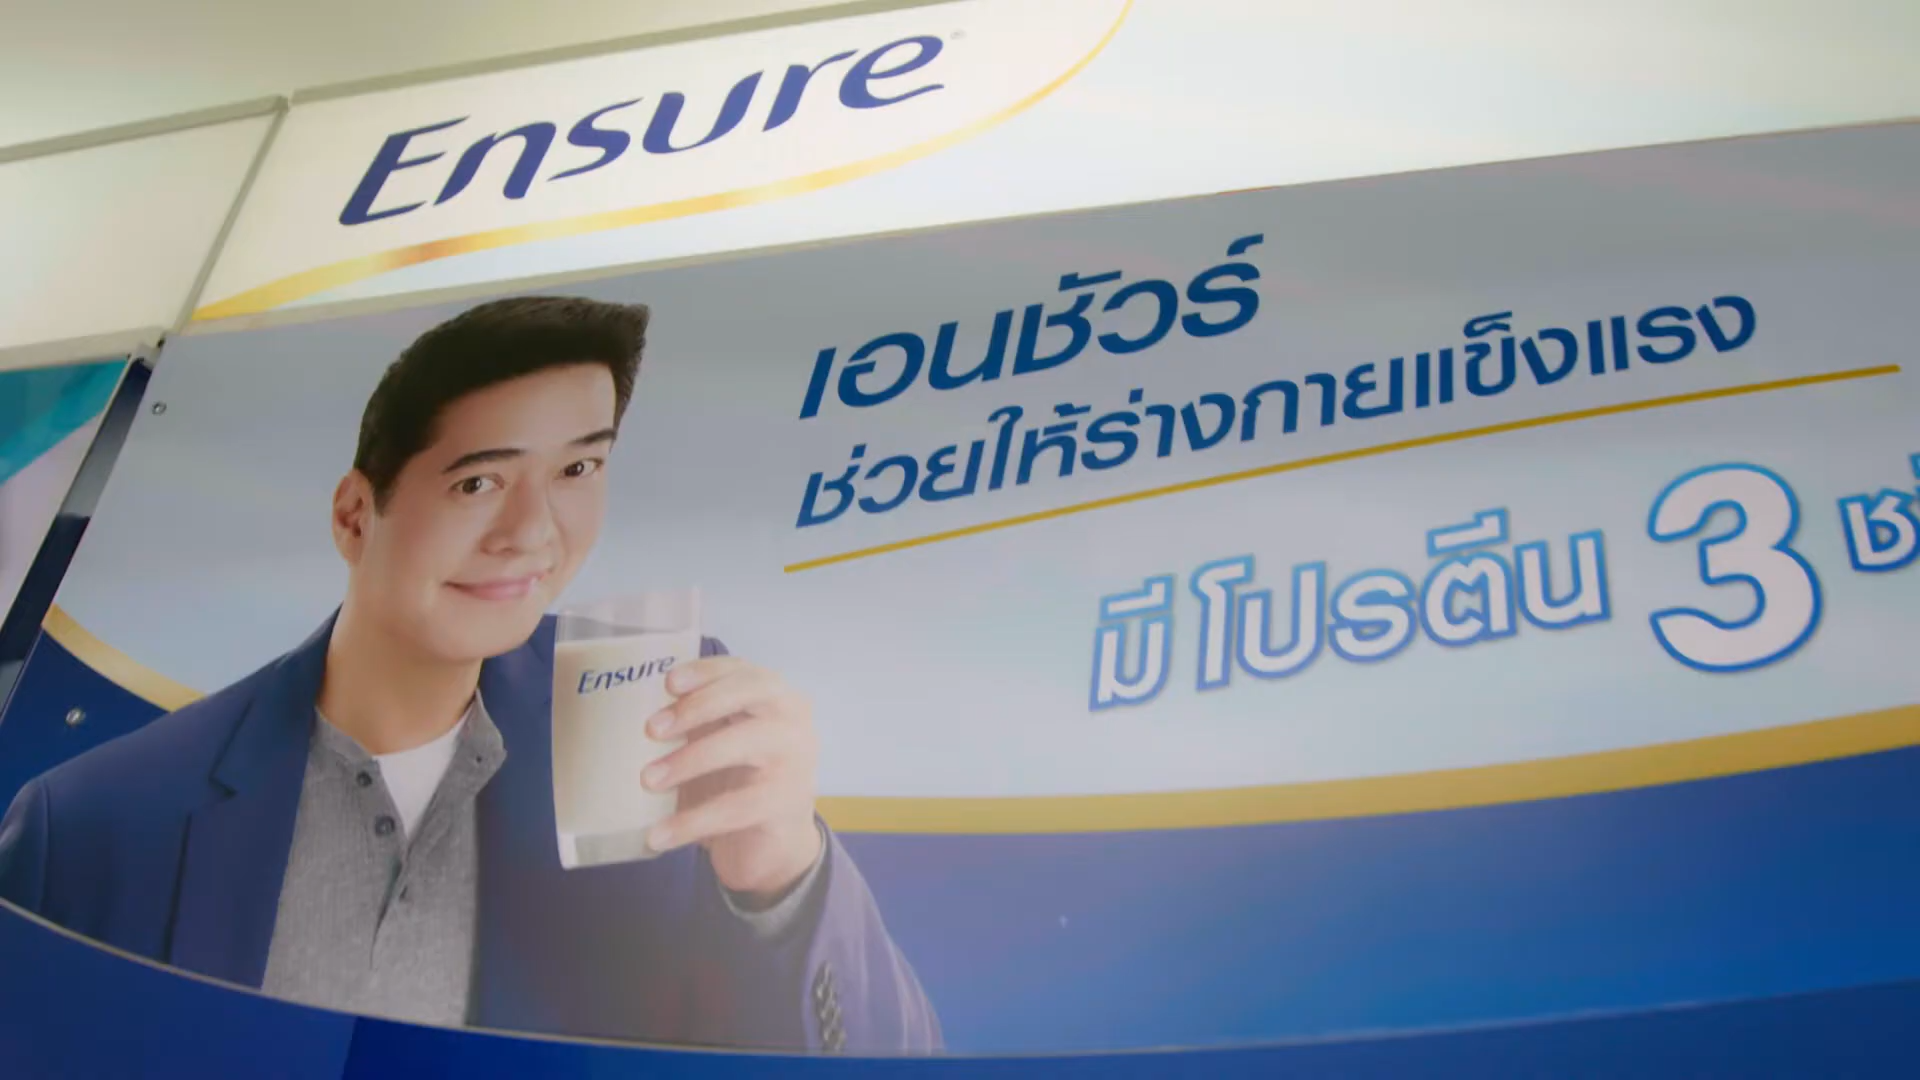 Ensure
เอนชัวร์
ช่วยให้ร่างกายแข็งแรง
มี โปรตีน 3
Ensure